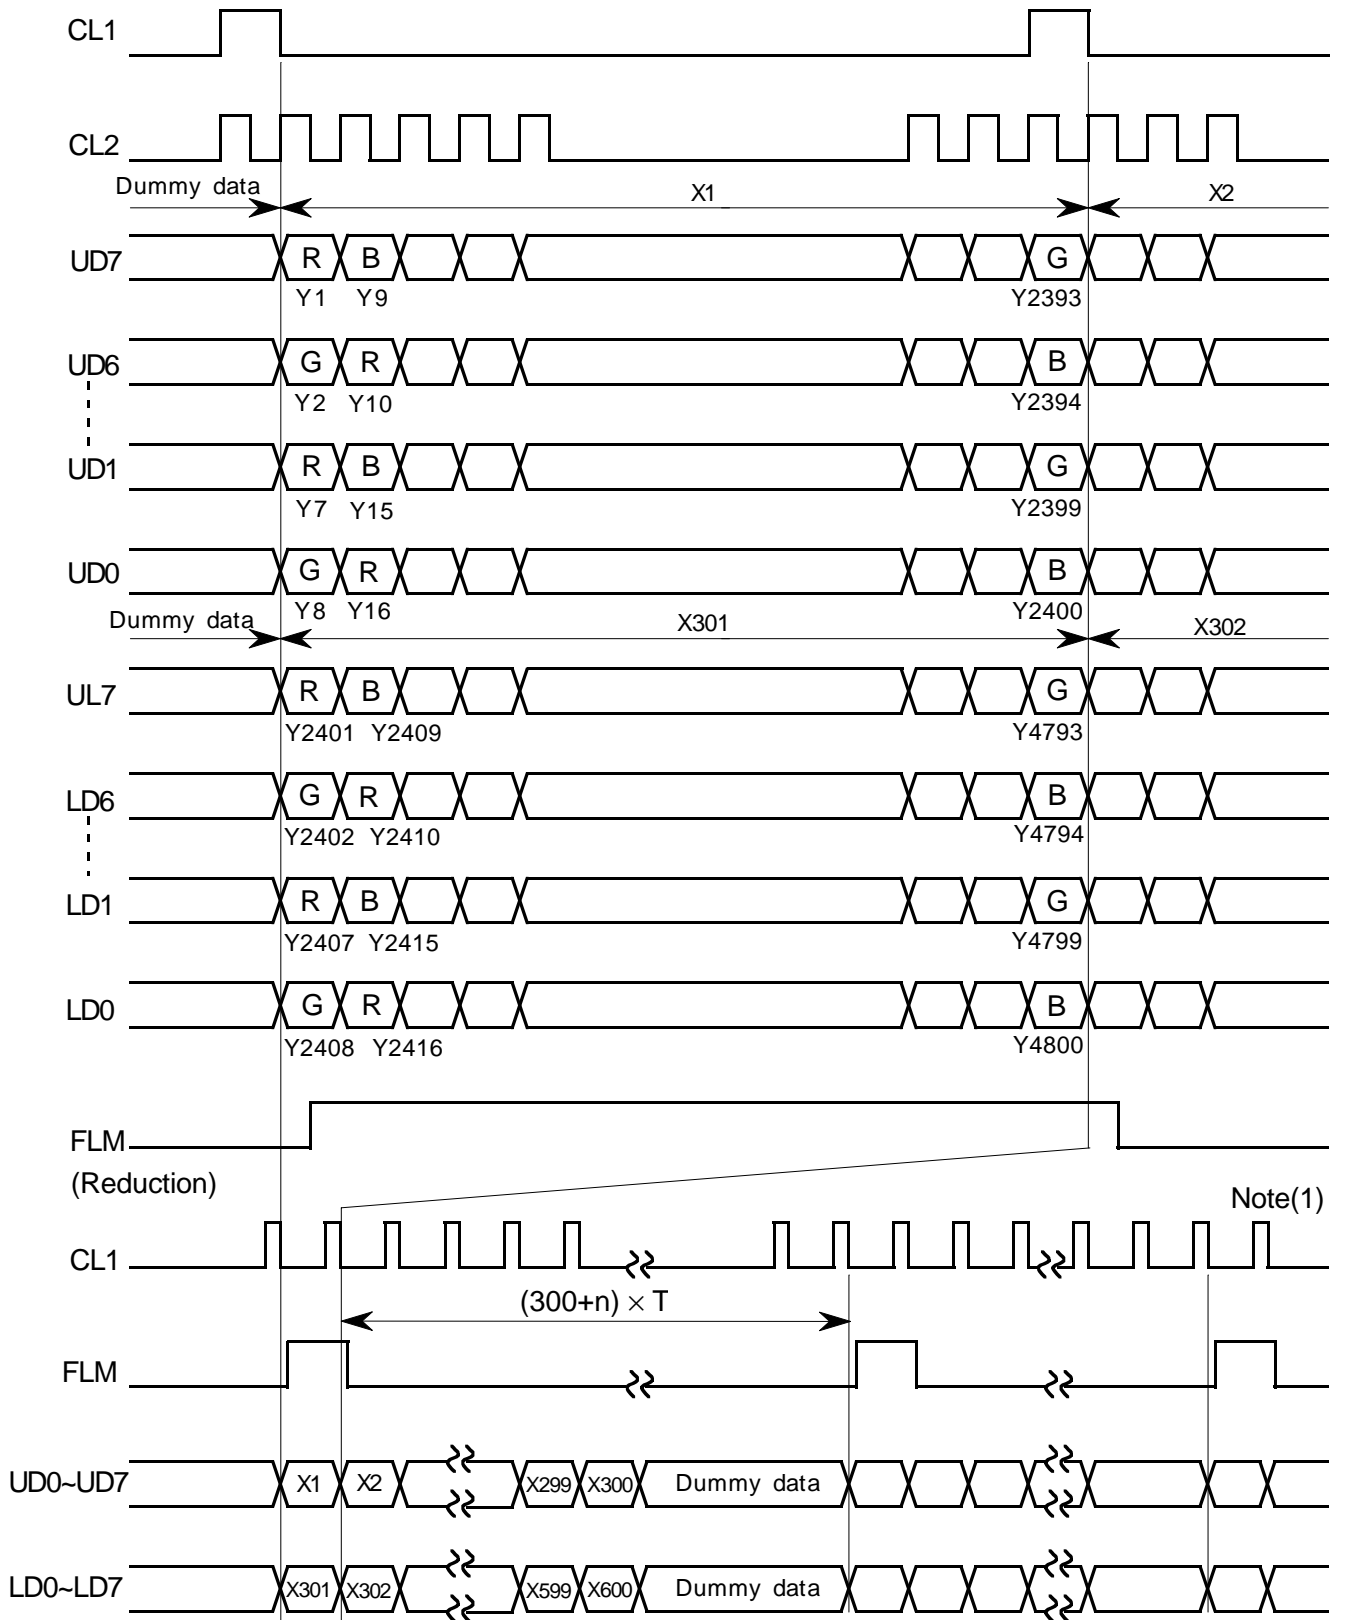 CL1
CL2
Dummy data X1 X2
UD7 R B G
Y1 Y9 Y2393
UD6 G R B
Y2 Y10 Y2394
UD1 R B G
Y7 Y15 Y2399
UD0 G R B
Y8 Y16 Y2400
Dummy data X301 X302
UL7 R B G
Y2401 Y2409 Y4793
LD6 G R B
Y2402 Y2410 Y4794
LD1 R B G
Y2407 Y2415 Y4799
LD0 G R B
Y2408 Y2416 Y4800
FLM
(Reduction)
Note(1)
CL1
(300+n) × T
FLM
UD0~UD7 X1 X2 X299 X300 Dummy data
LD0~LD7 X301 X302 X599 X600 Dummy data